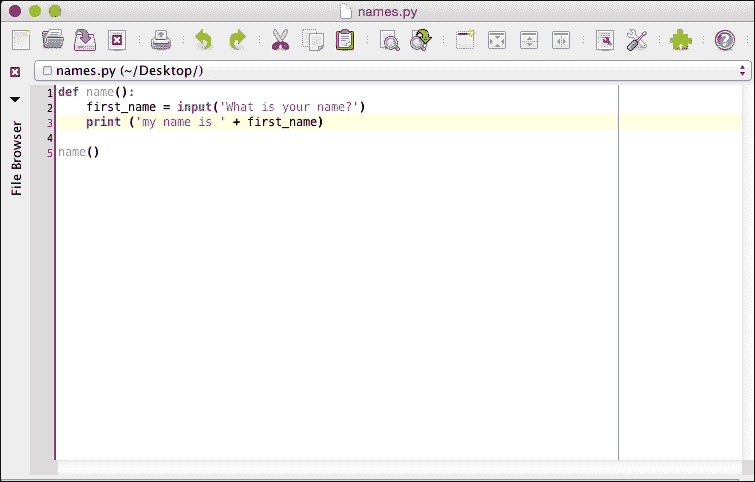 names.py
names.py (~/Desktop/)
File Browser
1 def name():
2     first_name = input('What is your name?')
3     print ('my name is ' + first_name)
4
5 name()